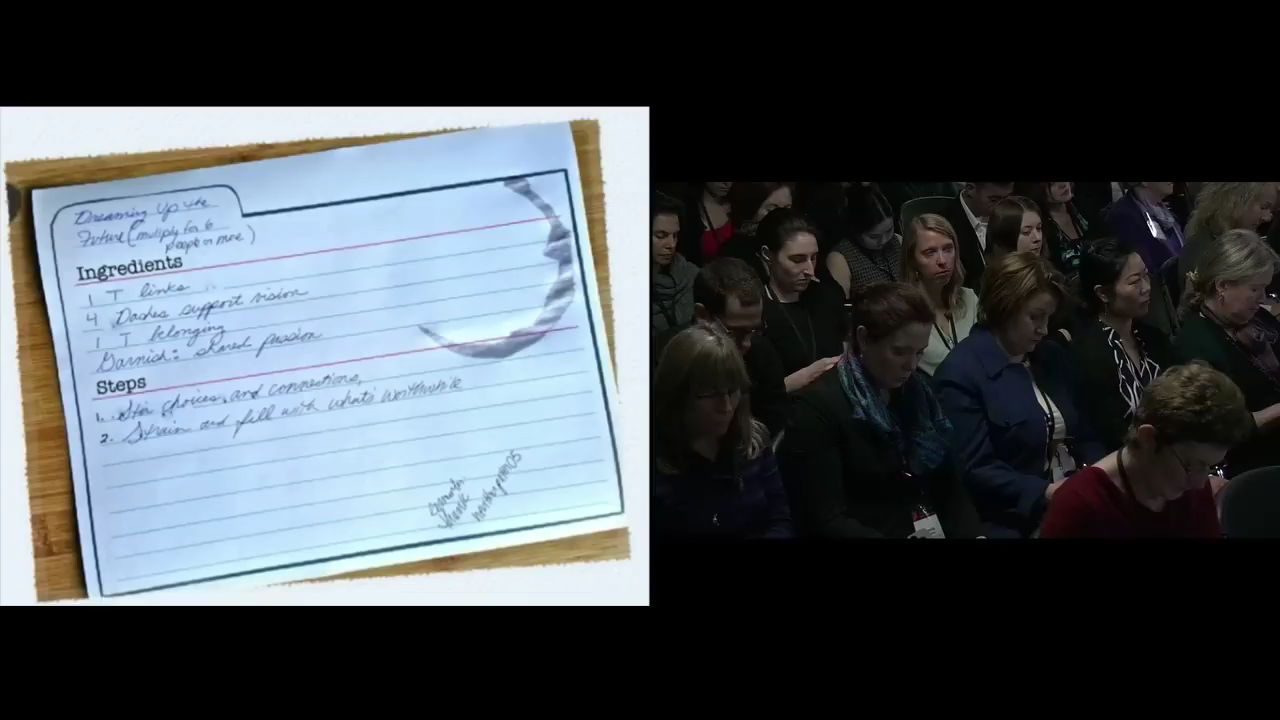 Dreaming Up the
Future (multiply for 6
people or more)
Ingredients
1 T links
4 Dashes support vision
1 T belonging
Garnish: shared passion
Steps
1. Stir choices, and connections,
2. Strain and fill with what's worthwhile
Growth